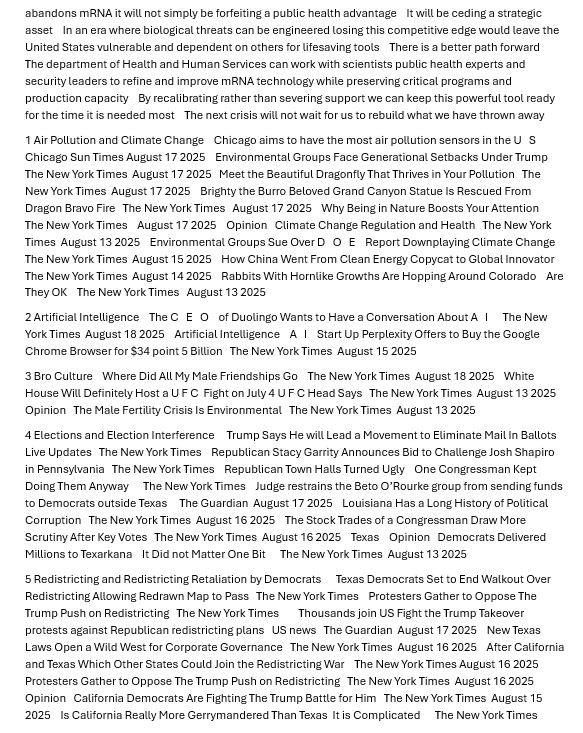 abandons mRNA it will not simply be forfeiting a public health advantage   It will be ceding a strategic
asset   In an era where biological threats can be engineered losing this competitive edge would leave the
United States vulnerable and dependent on others for lifesaving tools   There is a better path forward
The department of Health and Human Services can work with scientists public health experts and
security leaders to refine and improve mRNA technology while preserving critical programs and
production capacity   By recalibrating rather than severing support we can keep this powerful tool ready
for the time it is needed most   The next crisis will not wait for us to rebuild what we have thrown away
1 Air Pollution and Climate Change   Chicago aims to have the most air pollution sensors in the U  S
Chicago Sun Times August 17 2025   Environmental Groups Face Generational Setbacks Under Trump
The New York Times  August 17 2025  Meet the Beautiful Dragonfly That Thrives in Your Pollution  The
New York Times  August 17 2025   Brighty the Burro Beloved Grand Canyon Statue Is Rescued From
Dragon Bravo Fire  The New York Times   August 17 2025   Why Being in Nature Boosts Your Attention
The New York Times   August 17 2025   Opinion  Climate Change Regulation and Health  The New York
Times  August 13 2025   Environmental Groups Sue Over D  O  E   Report Downplaying Climate Change
The New York Times  August 15 2025   How China Went From Clean Energy Copycat to Global Innovator
The New York Times  August 14 2025   Rabbits With Hornlike Growths Are Hopping Around Colorado   Are
They OK   The New York Times  August 13 2025
2 Artificial Intelligence   The C  E  O   of Duolingo Wants to Have a Conversation About A  I    The New
York Times  August 18 2025   Artificial Intelligence   A  I   Start Up Perplexity Offers to Buy the Google
Chrome Browser for $34 point 5 Billion  The New York Times  August 15 2025
3 Bro Culture   Where Did All My Male Friendships Go   The New York Times  August 18 2025   White
House Will Definitely Host a U F C  Fight on July 4 U F C Head Says  The New York Times  August 13 2025
Opinion  The Male Fertility Crisis Is Environmental  The New York Times  August 13 2025
4 Elections and Election Interference    Trump Says He will Lead a Movement to Eliminate Mail In Ballots
Live Updates  The New York Times   Republican Stacy Garrity Announces Bid to Challenge Josh Shapiro
in Pennsylvania  The New York Times   Republican Town Halls Turned Ugly   One Congressman Kept
Doing Them Anyway    The New York Times   Judge restrains the Beto O’Rourke group from sending funds
to Democrats outside Texas    The Guardian  August 17 2025   Louisiana Has a Long History of Political
Corruption  The New York Times  August 16 2025   The Stock Trades of a Congressman Draw More
Scrutiny After Key Votes  The New York Times  August 16 2025   Texas   Opinion  Democrats Delivered
Millions to Texarkana   It Did not Matter One Bit    The New York Times  August 13 2025
5 Redistricting and Redistricting Retaliation by Democrats    Texas Democrats Set to End Walkout Over
Redistricting Allowing Redrawn Map to Pass  The New York Times   Protesters Gather to Oppose The
Trump Push on Redistricting  The New York Times     Thousands join US Fight the Trump Takeover
protests against Republican redistricting plans  US news  The Guardian  August 17 2025   New Texas
Laws Open a Wild West for Corporate Governance  The New York Times  August 16 2025   After California
and Texas Which Other States Could Join the Redistricting War   The New York Times August 16 2025
Protesters Gather to Oppose The Trump Push on Redistricting  The New York Times  August 16 2025
Opinion   California Democrats Are Fighting The Trump Battle for Him  The New York Times  August 15
2025   Is California Really More Gerrymandered Than Texas  It is Complicated    The New York Times